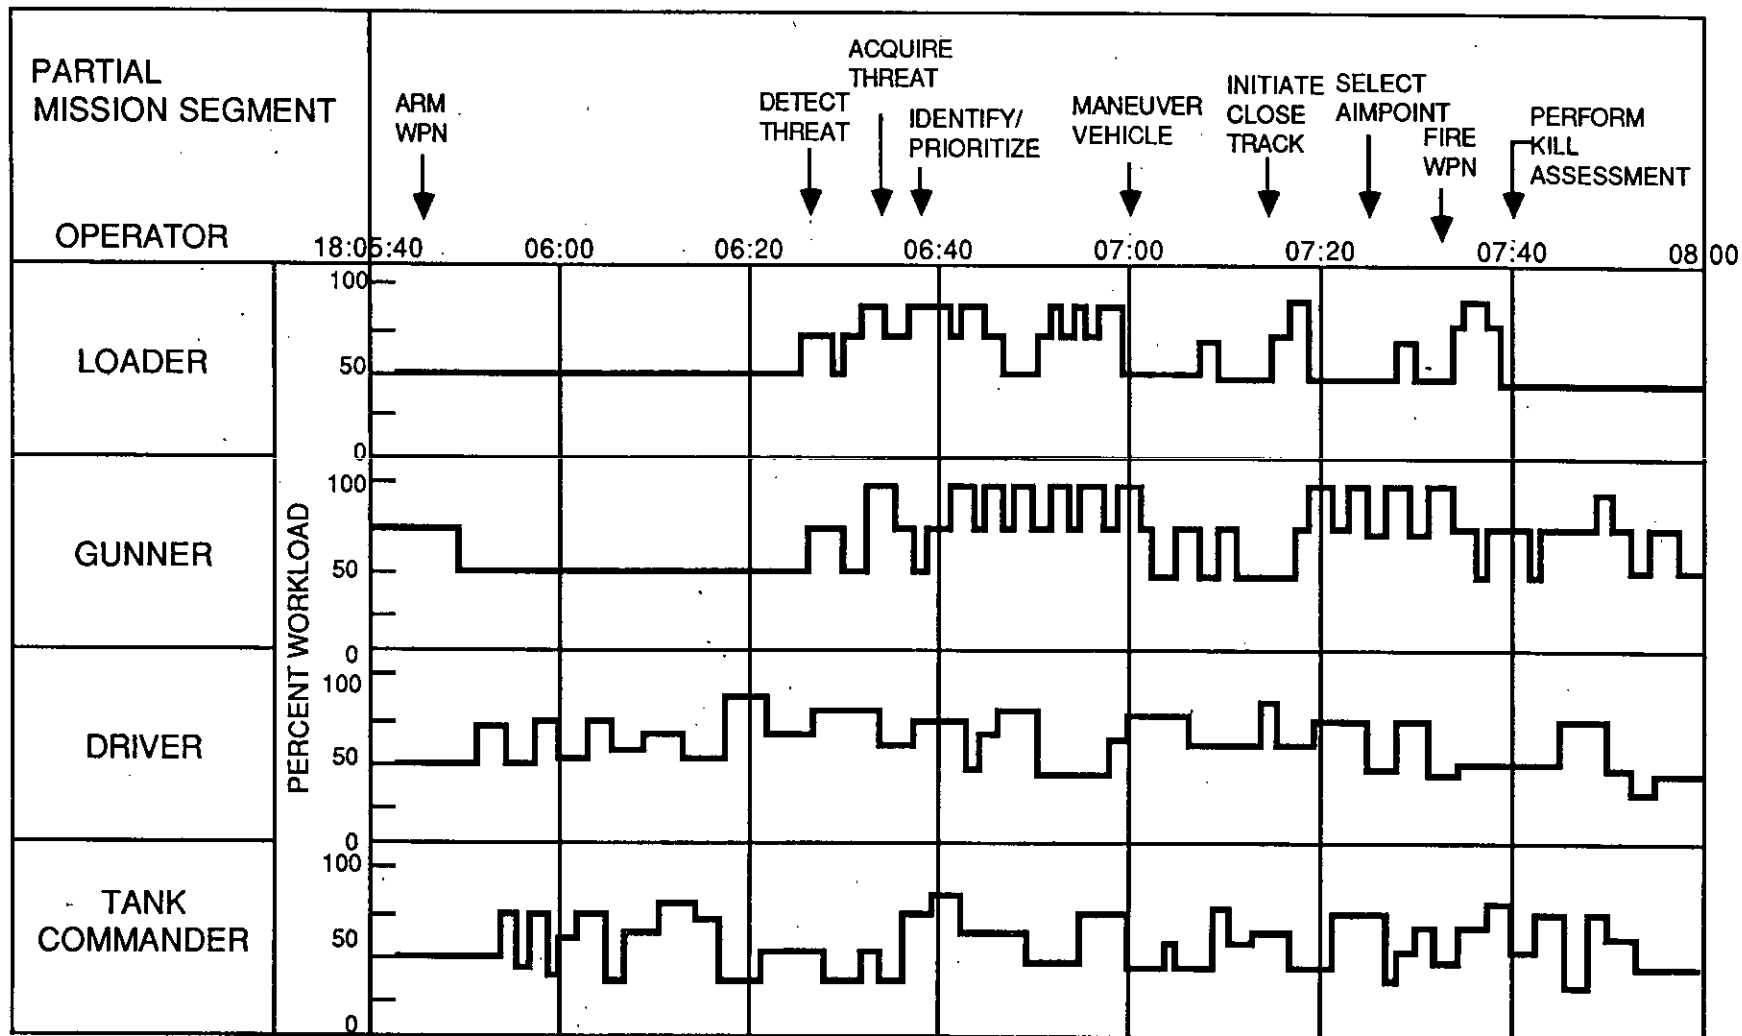 PARTIAL
MISSION SEGMENT
ARM
WPN
DETECT
THREAT
ACQUIRE
THREAT
IDENTIFY/
PRIORITIZE
MANEUVER
VEHICLE
INITIATE
CLOSE
TRACK
SELECT
AIMPOINT
FIRE
WPN
PERFORM
KILL
ASSESSMENT
OPERATOR
18:05:40 06:00 06:20 06:40 07:00 07:20 07:40 08:00
PERCENT WORKLOAD
LOADER
100
50
0
GUNNER
100
50
0
DRIVER
100
50
0
TANK
COMMANDER
100
50
0